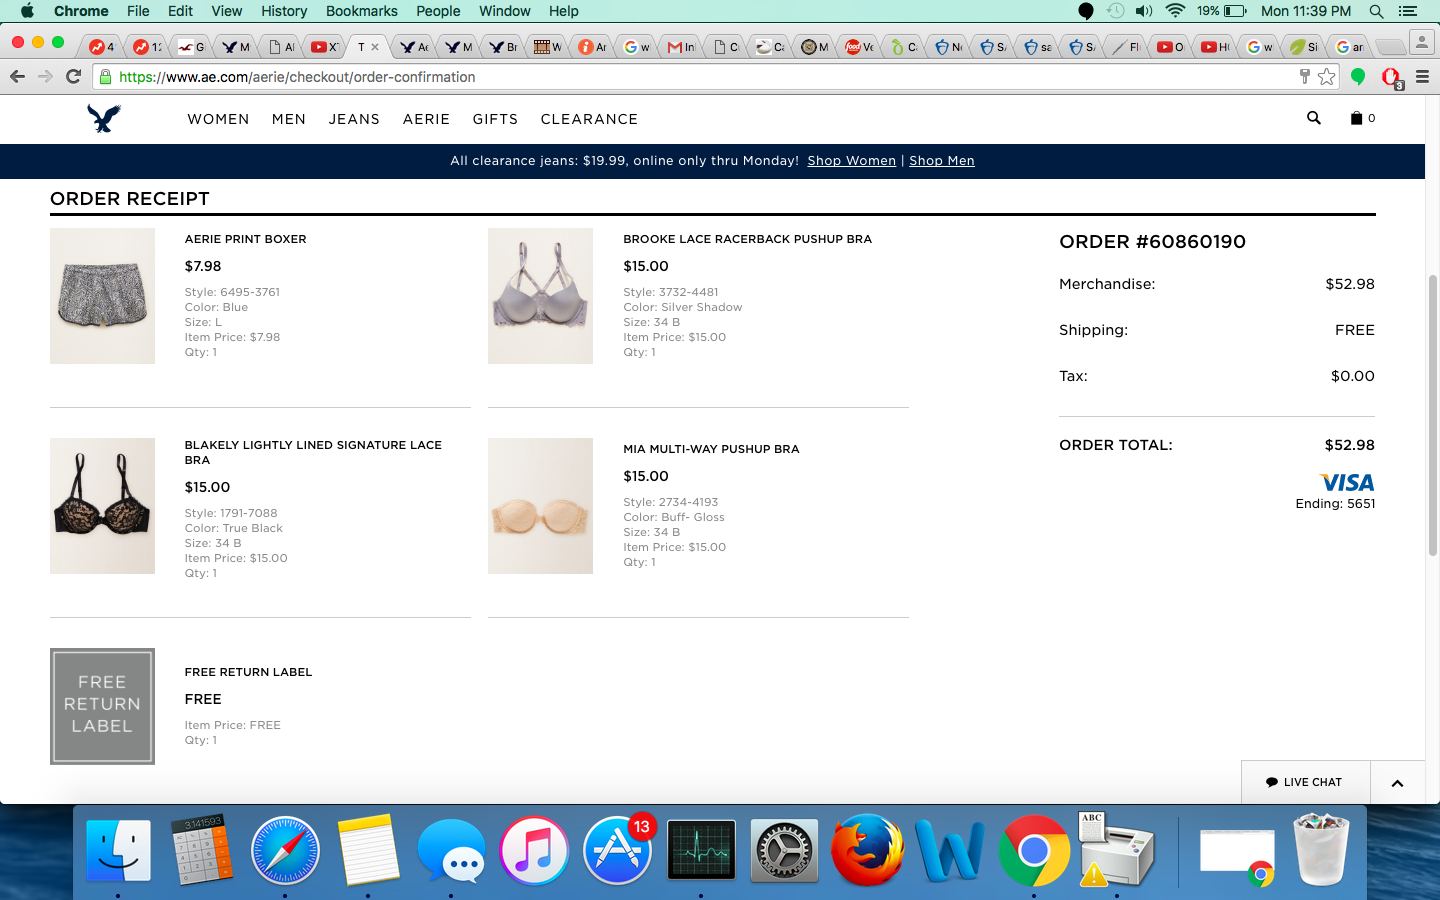 Chrome File Edit View History Bookmarks People Window Help 19% Mon 11:39 PM
https://www.ae.com/aerie/checkout/order-confirmation
3
WOMEN MEN JEANS AERIE GIFTS CLEARANCE 0
All clearance jeans: $19.99, online only thru Monday! Shop Women | Shop Men
ORDER RECEIPT
AERIE PRINT BOXER
$7.98
Style: 6495-3761
Color: Blue
Size: L
Item Price: $7.98
Qty: 1
BROOKE LACE RACERBACK PUSHUP BRA
$15.00
Style: 3732-4481
Color: Silver Shadow
Size: 34 B
Item Price: $15.00
Qty: 1
BLAKELY LIGHTLY LINED SIGNATURE LACE
BRA
$15.00
Style: 1791-7088
Color: True Black
Size: 34 B
Item Price: $15.00
Qty: 1
MIA MULTI-WAY PUSHUP BRA
$15.00
Style: 2734-4193
Color: Buff- Gloss
Size: 34 B
Item Price: $15.00
Qty: 1
FREE
RETURN
LABEL
FREE RETURN LABEL
FREE
Item Price: FREE
Qty: 1
ORDER #60860190
Merchandise: $52.98
Shipping: FREE
Tax: $0.00
ORDER TOTAL: $52.98
VISA
Ending: 5651
LIVE CHAT
3.141593
13
ABC